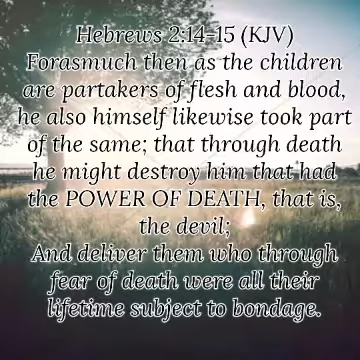 Hebrews 2:14-15 (KJV)
Forasmuch then as the children
are partakers of flesh and blood,
he also himself likewise took part
of the same; that through death
he might destroy him that had
the POWER OF DEATH, that is,
the devil;
And deliver them who through
fear of death were all their
lifetime subject to bondage.